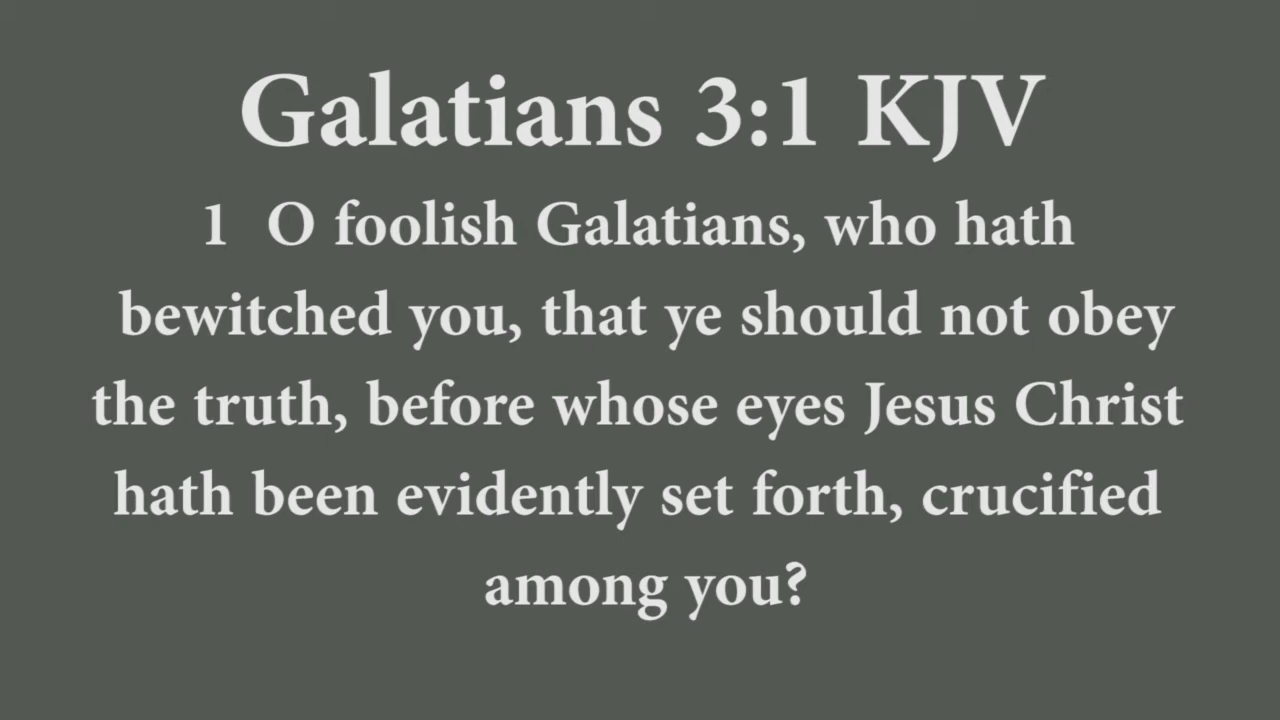 Galatians 3:1 KJV
1 O foolish Galatians, who hath
bewitched you, that ye should not obey
the truth, before whose eyes Jesus Christ
hath been evidently set forth, crucified
among you?